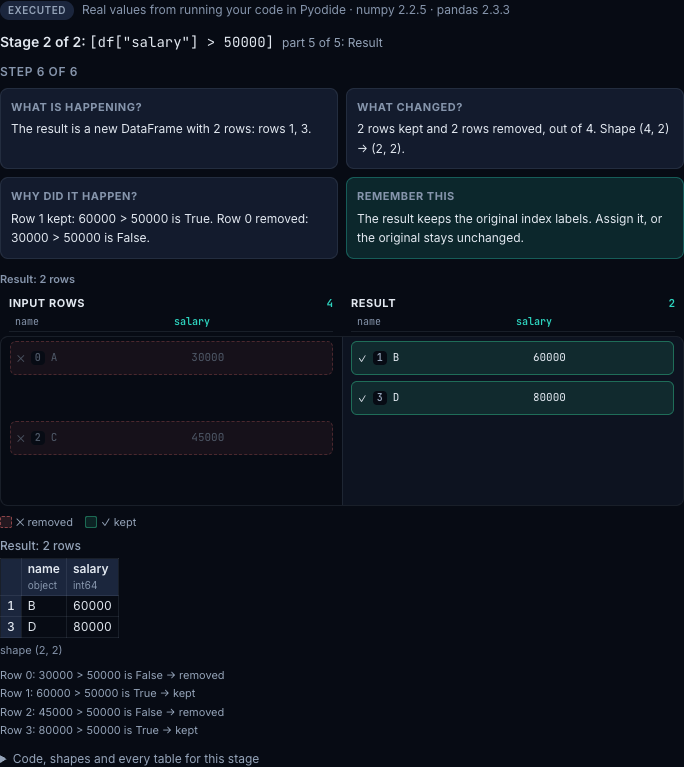 EXECUTED Real values from running your code in Pyodide · numpy 2.2.5 · pandas 2.3.3
Stage 2 of 2: [df["salary"] > 50000] part 5 of 5: Result
STEP 6 OF 6
WHAT IS HAPPENING?
The result is a new DataFrame with 2 rows: rows 1, 3.
WHAT CHANGED?
2 rows kept and 2 rows removed, out of 4. Shape (4, 2)
→ (2, 2).
WHY DID IT HAPPEN?
Row 1 kept: 60000 > 50000 is True. Row 0 removed:
30000 > 50000 is False.
REMEMBER THIS
The result keeps the original index labels. Assign it, or
the original stays unchanged.
Result: 2 rows
INPUT ROWS 4
name salary
× 0 A 30000
× 2 C 45000
RESULT 2
name salary
✓ 1 B 60000
✓ 3 D 80000
× removed ✓ kept
Result: 2 rows
name salary
object int64
1 B 60000
3 D 80000
shape (2, 2)
Row 0: 30000 > 50000 is False → removed
Row 1: 60000 > 50000 is True → kept
Row 2: 45000 > 50000 is False → removed
Row 3: 80000 > 50000 is True → kept
▶ Code, shapes and every table for this stage